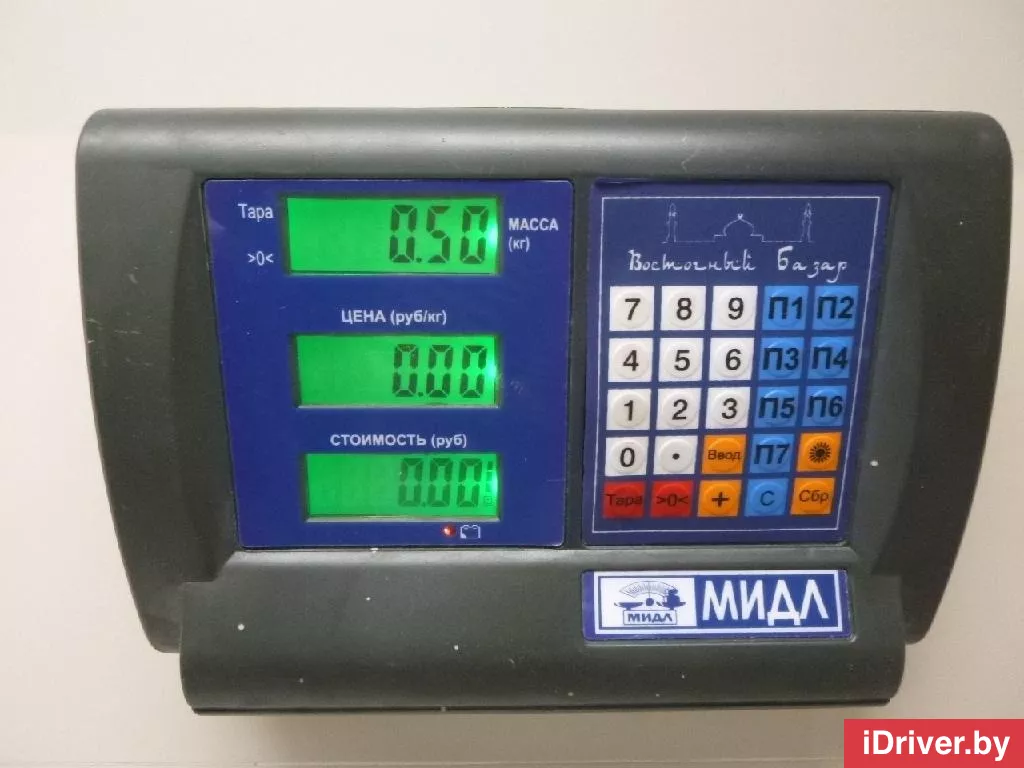 Тара
0.50
МАССА
(кг)
>0<
ЦЕНА (руб/кг)
0.00
СТОИМОСТЬ (руб)
0.00
Восточный Базар
7 8 9 П1 П2
4 5 6 П3 П4
1 2 3 П5 П6
0 . Ввод П7
Тара >0< + С Сбр
МИДЛ
МИДЛ
iDriver.by